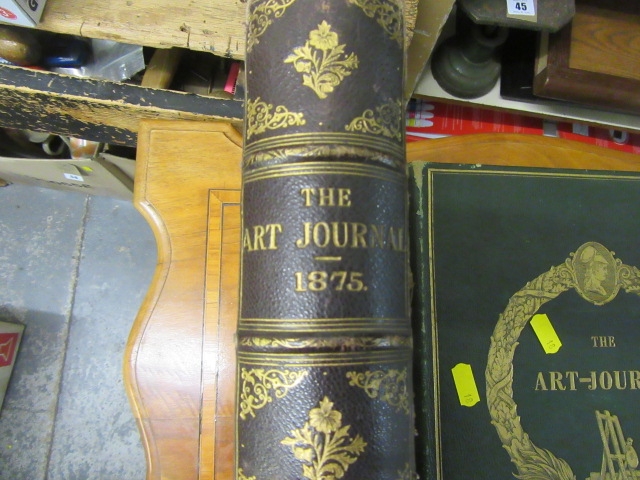 THE
ART JOURNAL
1875.
THE
ART-JOUR
45